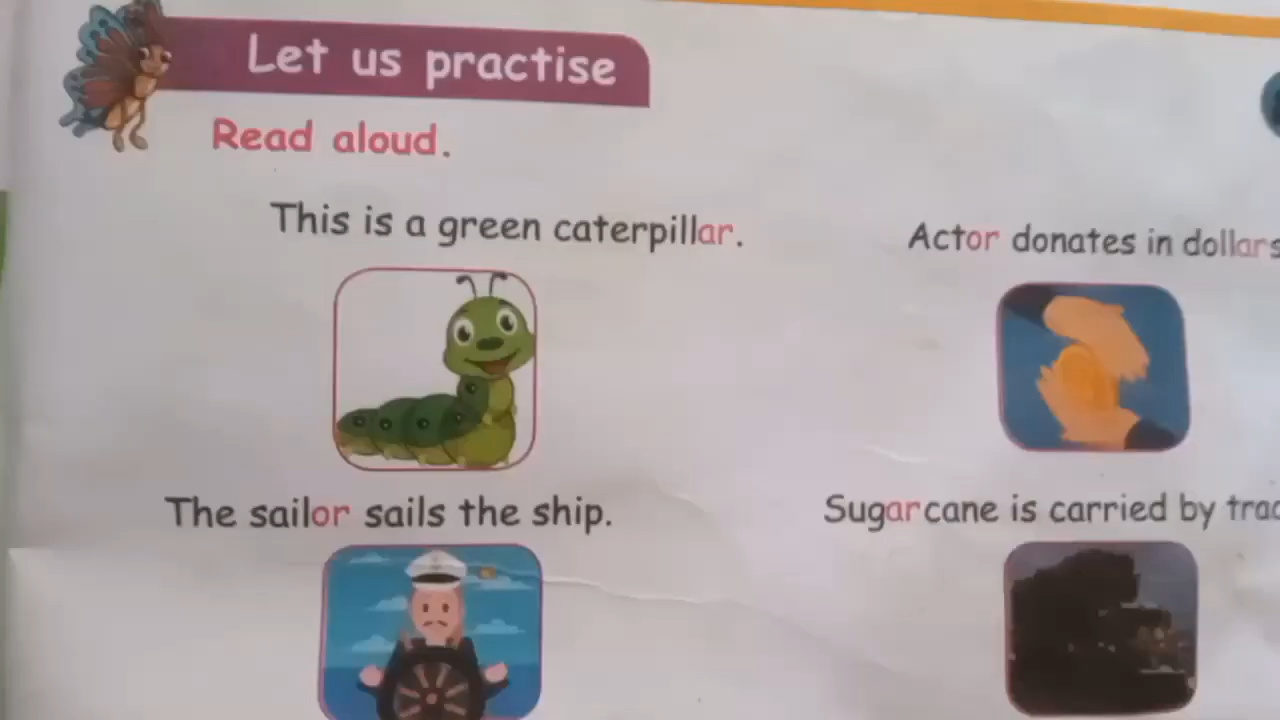 Let us practise
Read aloud.
This is a green caterpillar.
Actor donates in dollars
The sailor sails the ship.
Sugarcane is carried by